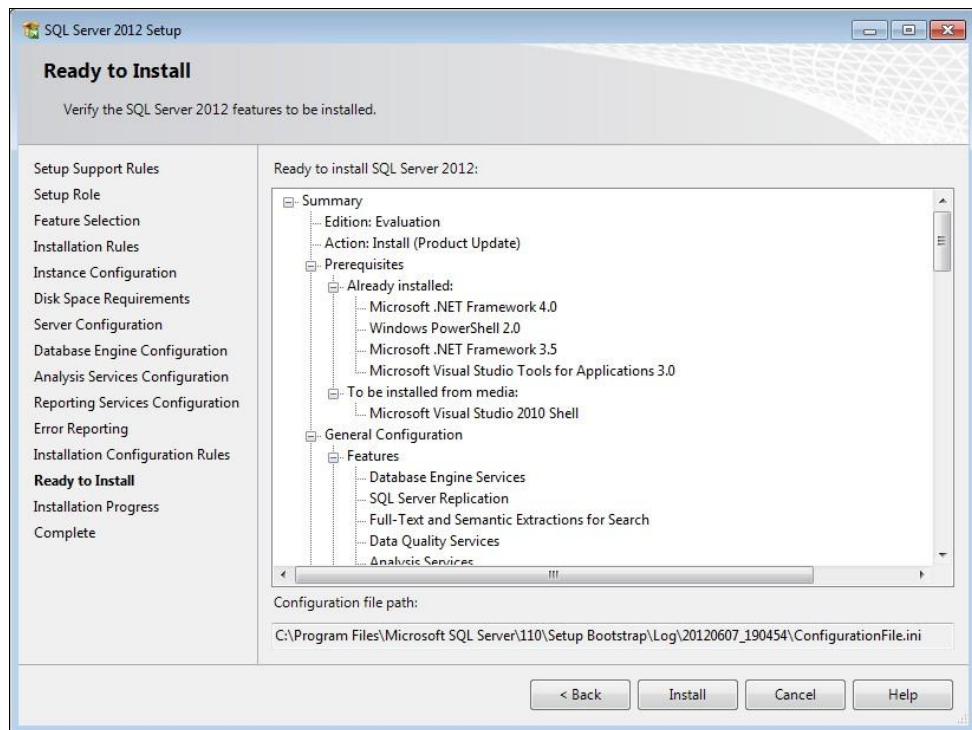 SQL Server 2012 Setup
Ready to Install
Verify the SQL Server 2012 features to be installed.
Setup Support Rules
Setup Role
Feature Selection
Installation Rules
Instance Configuration
Disk Space Requirements
Server Configuration
Database Engine Configuration
Analysis Services Configuration
Reporting Services Configuration
Error Reporting
Installation Configuration Rules
Ready to Install
Installation Progress
Complete
Ready to install SQL Server 2012:
Summary
Edition: Evaluation
Action: Install (Product Update)
Prerequisites
Already installed:
Microsoft .NET Framework 4.0
Windows PowerShell 2.0
Microsoft .NET Framework 3.5
Microsoft Visual Studio Tools for Applications 3.0
To be installed from media:
Microsoft Visual Studio 2010 Shell
General Configuration
Features
Database Engine Services
SQL Server Replication
Full-Text and Semantic Extractions for Search
Data Quality Services
Analysis Services
Configuration file path:
C:\Program Files\Microsoft SQL Server\110\Setup Bootstrap\Log\20120607_190454\ConfigurationFile.ini
< Back Install Cancel Help